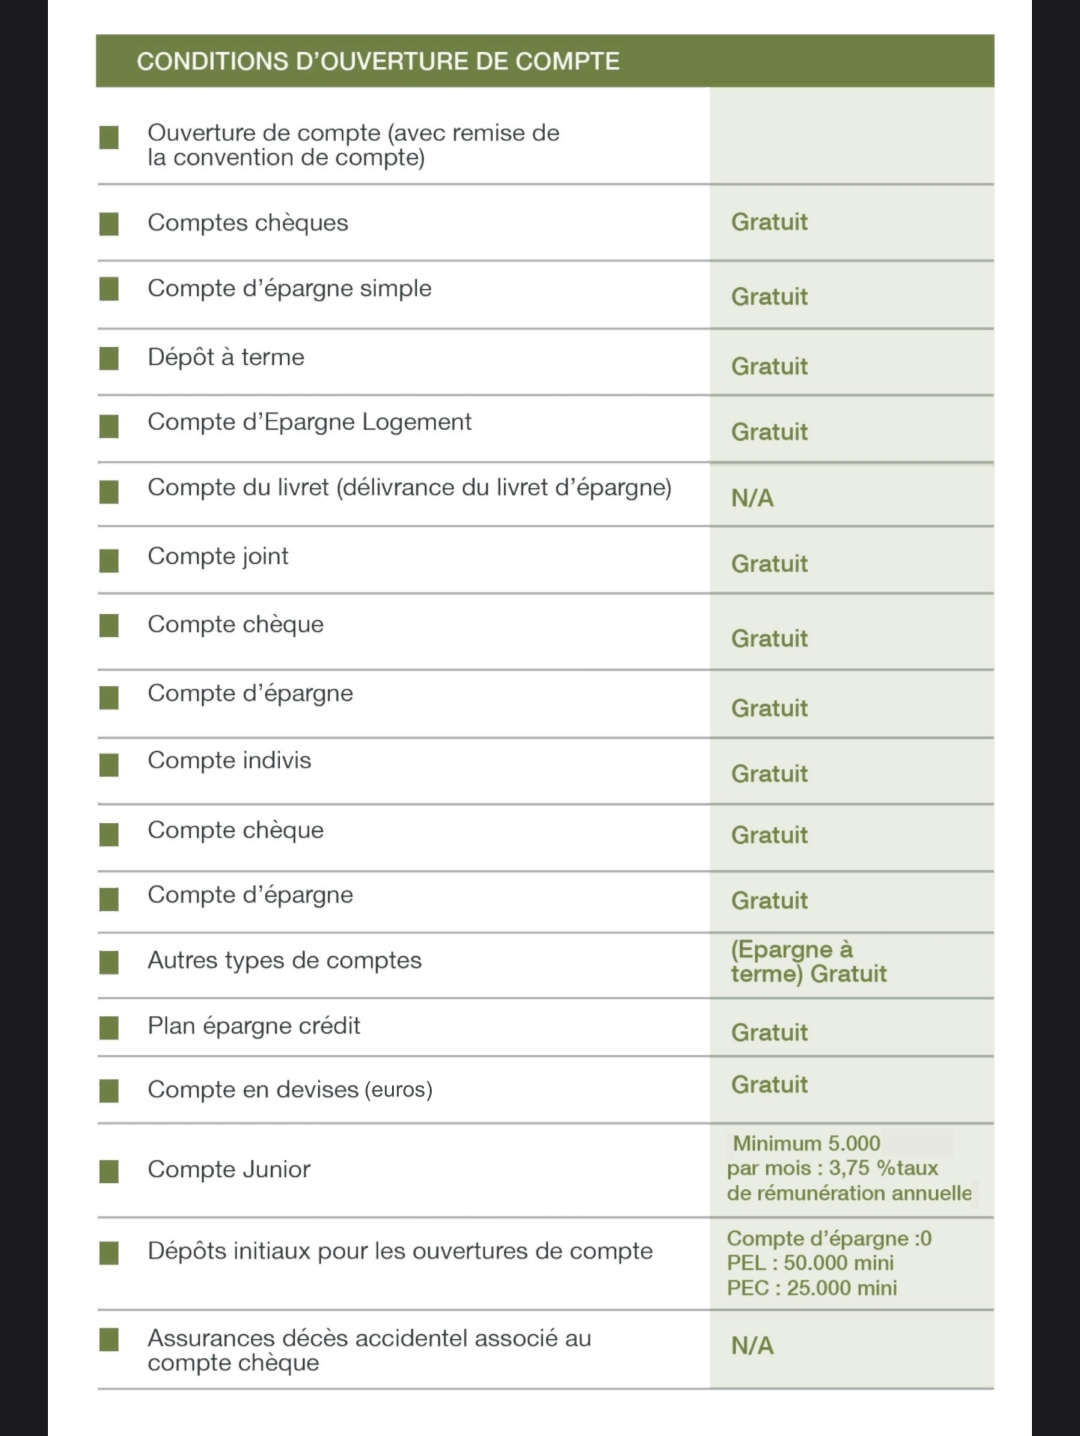 CONDITIONS D’OUVERTURE DE COMPTE
Ouverture de compte (avec remise de
la convention de compte)
Comptes chèques
Gratuit
Compte d’épargne simple
Gratuit
Dépôt à terme
Gratuit
Compte d’Epargne Logement
Gratuit
Compte du livret (délivrance du livret d’épargne)
N/A
Compte joint
Gratuit
Compte chèque
Gratuit
Compte d’épargne
Gratuit
Compte indivis
Gratuit
Compte chèque
Gratuit
Compte d’épargne
Gratuit
Autres types de comptes
(Epargne à
terme) Gratuit
Plan épargne crédit
Gratuit
Compte en devises (euros)
Gratuit
Compte Junior
Minimum 5.000
par mois : 3,75 %taux
de rémunération annuelle
Dépôts initiaux pour les ouvertures de compte
Compte d’épargne :0
PEL : 50.000 mini
PEC : 25.000 mini
Assurances décès accidentel associé au
compte chèque
N/A